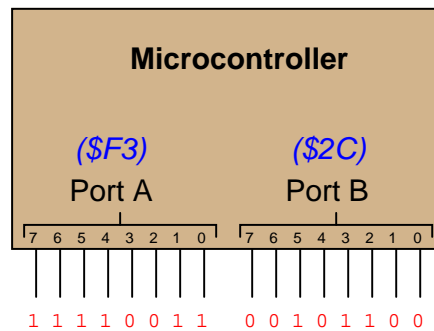 Microcontroller
($F3) ($2C)
Port A Port B
7 6 5 4 3 2 1 0 7 6 5 4 3 2 1 0
1 1 1 1 0 0 1 1 0 0 1 0 1 1 0 0